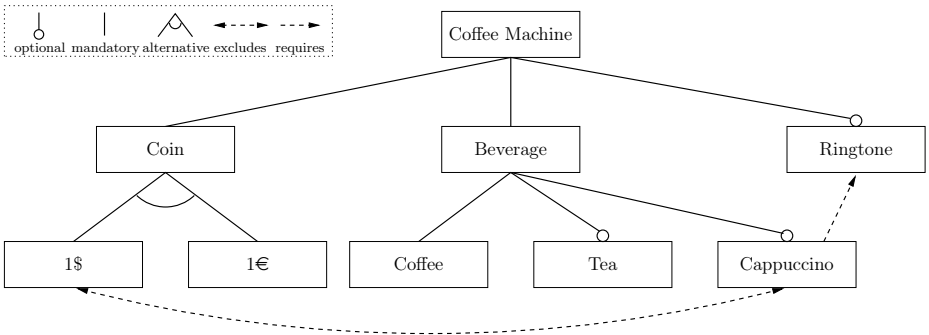 Coffee Machine
optional mandatory alternative excludes requires
Coin Beverage Ringtone
1$ 1€ Coffee Tea Cappuccino